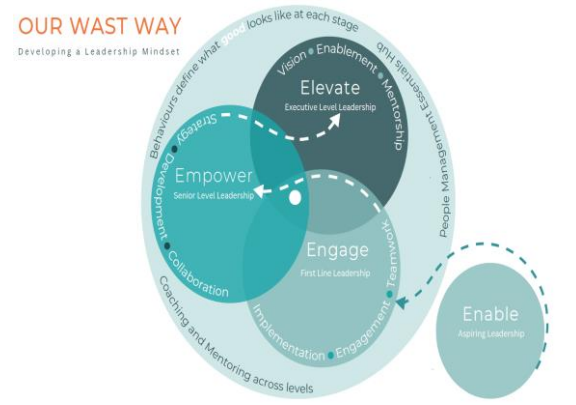 OUR WAST WAY
Developing a Leadership Mindset
Behaviours define what good looks like at each stage
People Management Essentials Hub
Coaching and Mentoring across levels
Vision • Enablement • Mentorship
Elevate
Executive Level Leadership
Strategy • Development • Collaboration
Empower
Senior Level Leadership
Engage
First Line Leadership
Implementation • Engagement • Teamwork
Enable
Aspiring Leadership